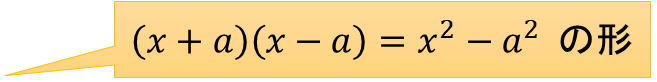 (x + a)(x − a) = x² − a² の形